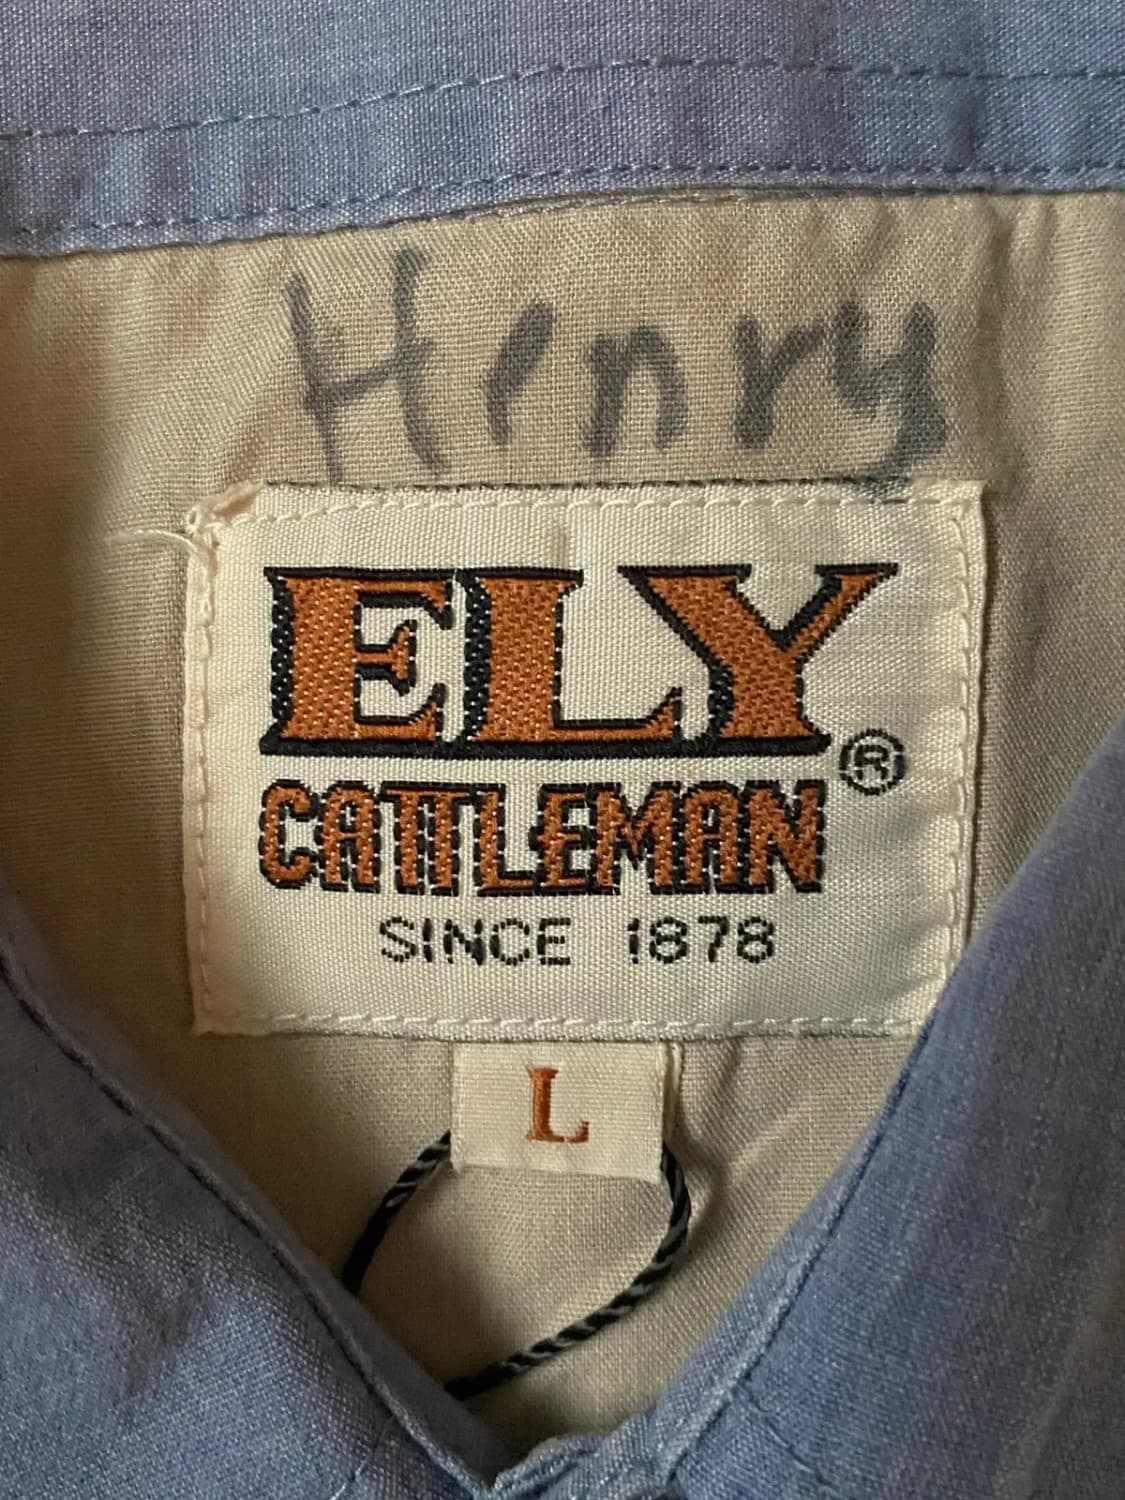 Henry
ELY
®
CATTLEMAN
SINCE 1878
L